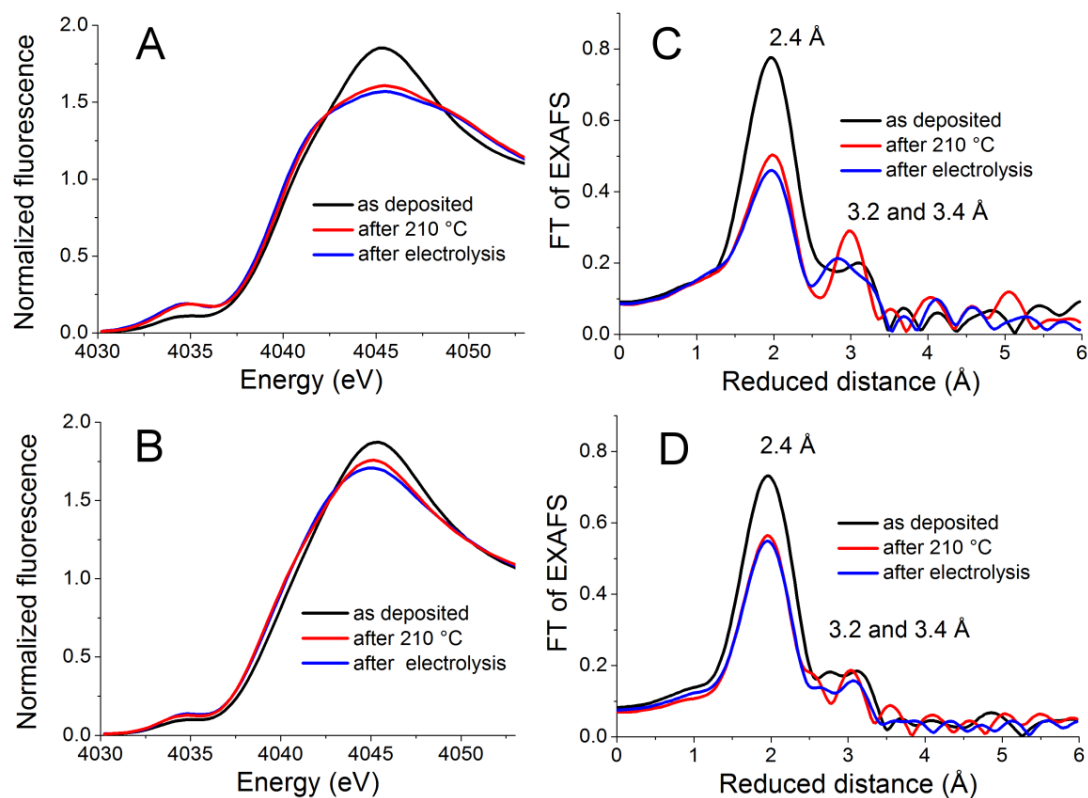 A
Normalized fluorescence
2.0
1.5
1.0
0.5
0.0
as deposited
after 210 °C
after electrolysis
4030 4035 4040 4045 4050
Energy (eV)
C
FT of EXAFS
0.8
0.6
0.4
0.2
0.0
2.4 Å
as deposited
after 210 °C
after electrolysis
3.2 and 3.4 Å
0 1 2 3 4 5 6
Reduced distance (Å)
B
Normalized fluorescence
2.0
1.5
1.0
0.5
0.0
as deposited
after 210 °C
after electrolysis
4030 4035 4040 4045 4050
Energy (eV)
D
FT of EXAFS
0.8
0.6
0.4
0.2
0.0
2.4 Å
as deposited
after 210 °C
after electrolysis
3.2 and 3.4 Å
0 1 2 3 4 5 6
Reduced distance (Å)